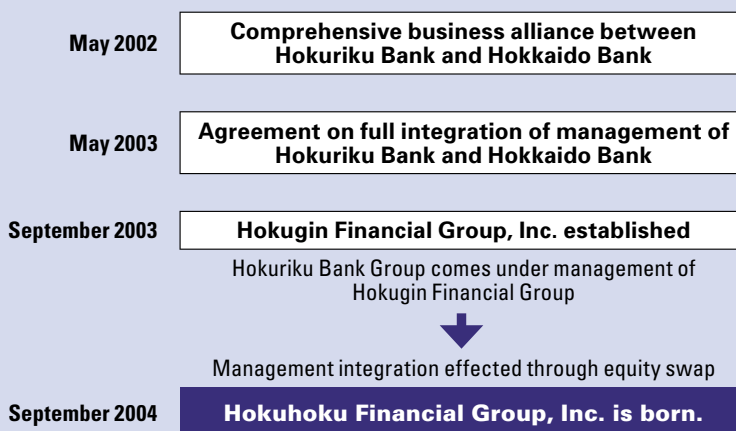 May 2002
Comprehensive business alliance between
Hokuriku Bank and Hokkaido Bank
May 2003
Agreement on full integration of management of
Hokuriku Bank and Hokkaido Bank
September 2003
Hokugin Financial Group, Inc. established
Hokuriku Bank Group comes under management of
Hokugin Financial Group
Management integration effected through equity swap
September 2004
Hokuhoku Financial Group, Inc. is born.